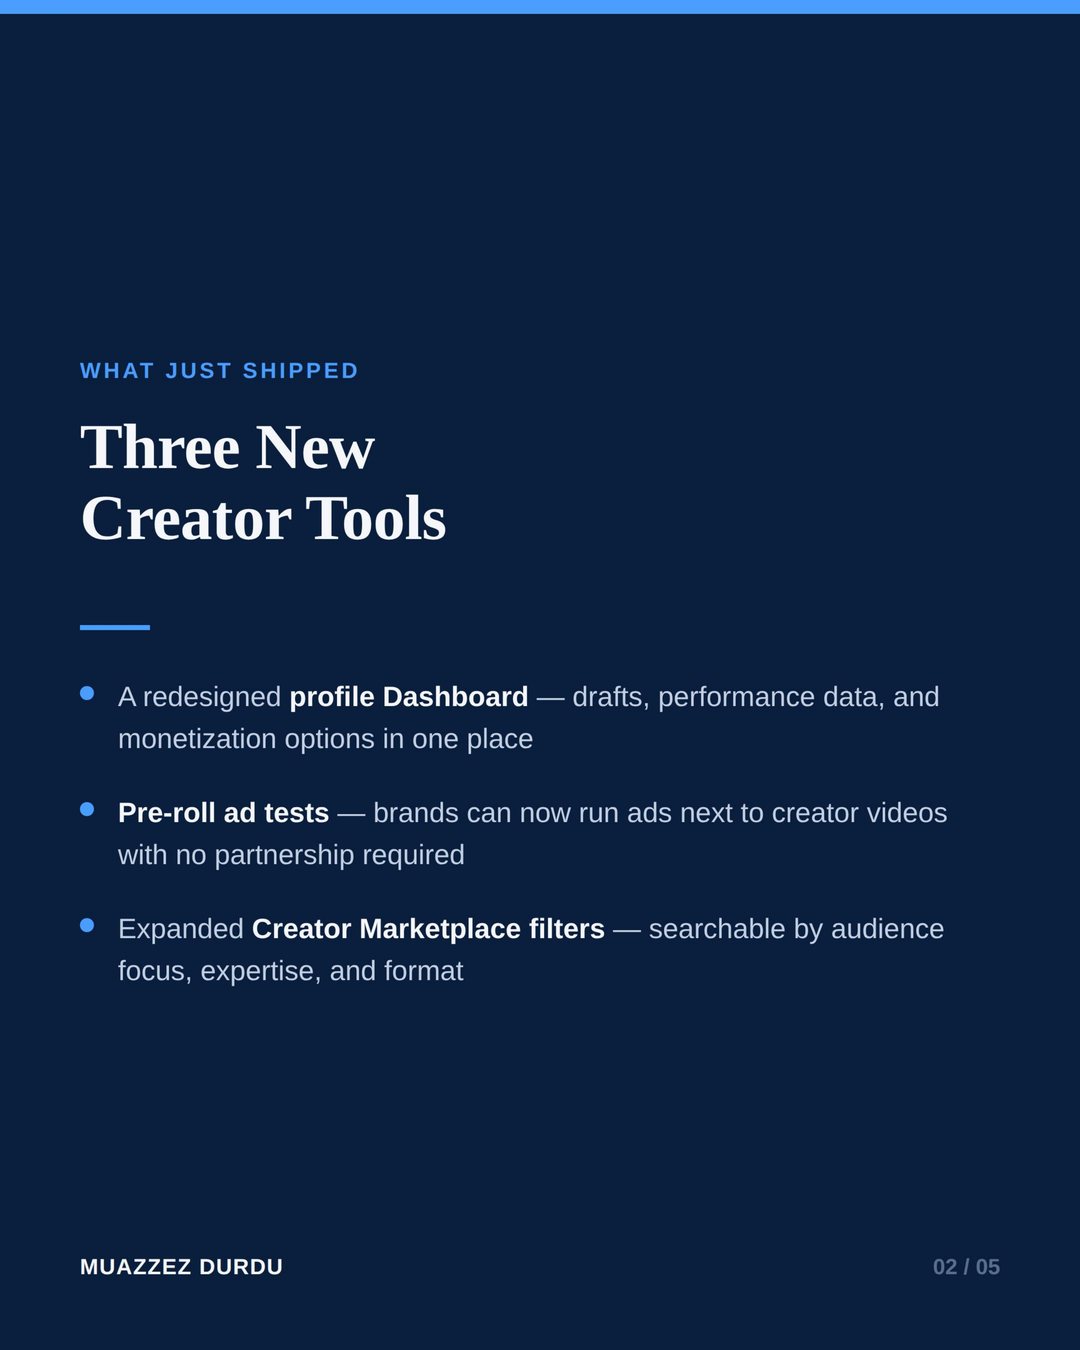 WHAT JUST SHIPPED
Three New
Creator Tools
A redesigned profile Dashboard — drafts, performance data, and
monetization options in one place
Pre-roll ad tests — brands can now run ads next to creator videos
with no partnership required
Expanded Creator Marketplace filters — searchable by audience
focus, expertise, and format
MUAZZEZ DURDU
02 / 05